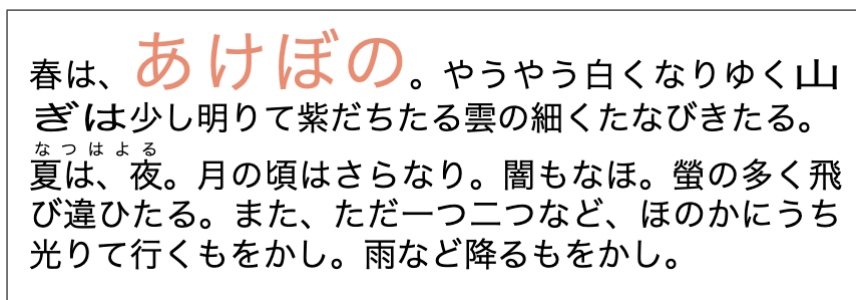 春は、あけぼの。やうやう白くなりゆく山
ぎは少し明りて紫だちたる雲の細くたなびきたる。
なつはよる
夏は、夜。月の頃はさらなり。闇もなほ。螢の多く飛
び違ひたる。また、ただ一つ二つなど、ほのかにうち
光りて行くもをかし。雨など降るもをかし。